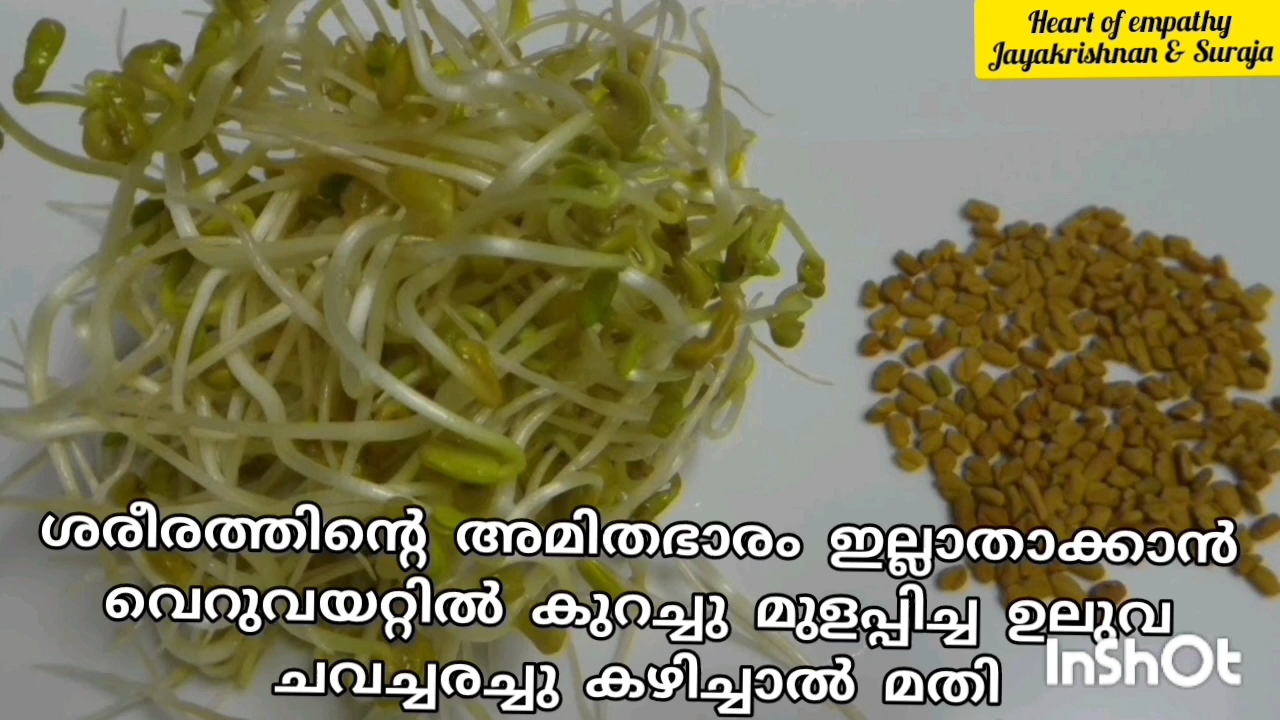 Heart of empathy
Jayakrishnan & Suraja
ശരീരത്തിന്റെ അമിതഭാരം ഇല്ലാതാക്കാൻ
വെറുവയറ്റിൽ കുറച്ചു മുളപ്പിച്ച ഉലുവ
ചവച്ചരച്ചു കഴിച്ചാൽ മതി
InShOt